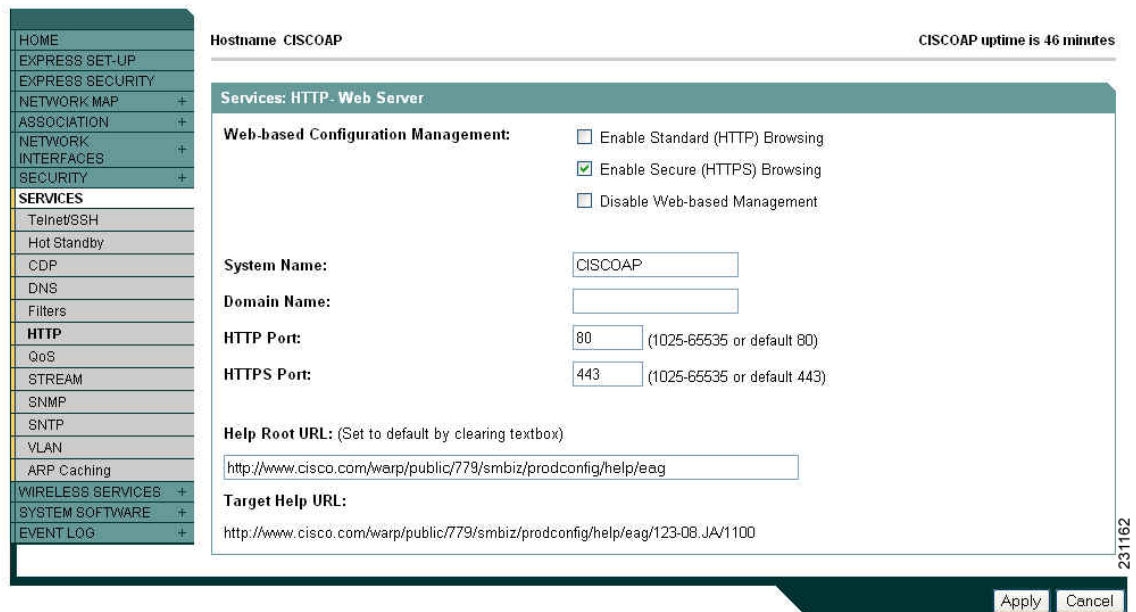 HOME
EXPRESS SET-UP
EXPRESS SECURITY
NETWORK MAP +
ASSOCIATION +
NETWORK
INTERFACES +
SECURITY +
SERVICES
Telnet/SSH
Hot Standby
CDP
DNS
Filters
HTTP
QoS
STREAM
SNMP
SNTP
VLAN
ARP Caching
WIRELESS SERVICES +
SYSTEM SOFTWARE +
EVENT LOG +
Hostname CISCOAP
CISCOAP uptime is 46 minutes
Services: HTTP- Web Server
Web-based Configuration Management:
Enable Standard (HTTP) Browsing
Enable Secure (HTTPS) Browsing
Disable Web-based Management
System Name: CISCOAP
Domain Name:
HTTP Port: 80 (1025-65535 or default 80)
HTTPS Port: 443 (1025-65535 or default 443)
Help Root URL: (Set to default by clearing textbox)
http://www.cisco.com/warp/public/779/smbiz/prodconfig/help/eag
Target Help URL:
http://www.cisco.com/warp/public/779/smbiz/prodconfig/help/eag/123-08.JA/1100
231162
Apply Cancel